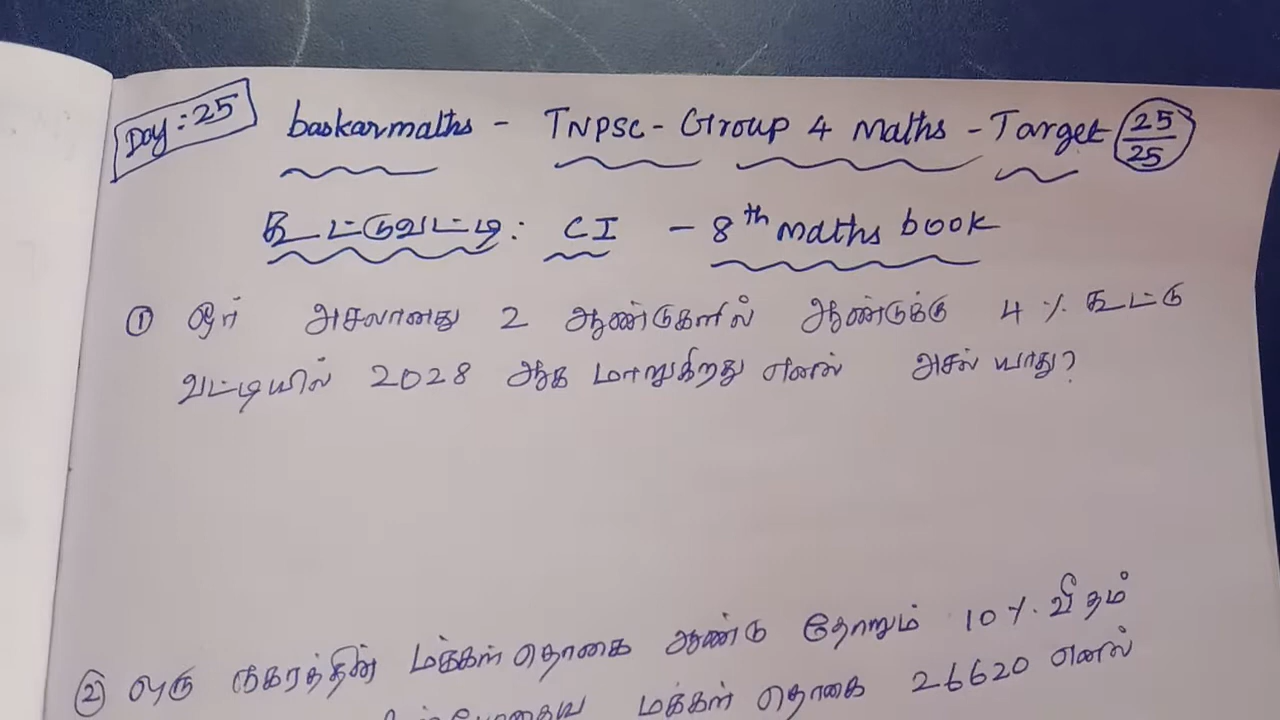 Day: 25
baskarmaths - TNPSC - Group 4 Maths - Target 25/25
கூட்டுவட்டி: CI - 8th maths book
① ஓர் அசலானது 2 ஆண்டுகளில் ஆண்டுக்கு 4% கூட்டு
வட்டியில் 2028 ஆக மாறுகிறது எனில் அசல் யாது?
② ஒரு நகரத்தின் மக்கள் தொகை ஆண்டு தோறும் 10% வீதம்
மக்கள் தொகை 26620 எனில்